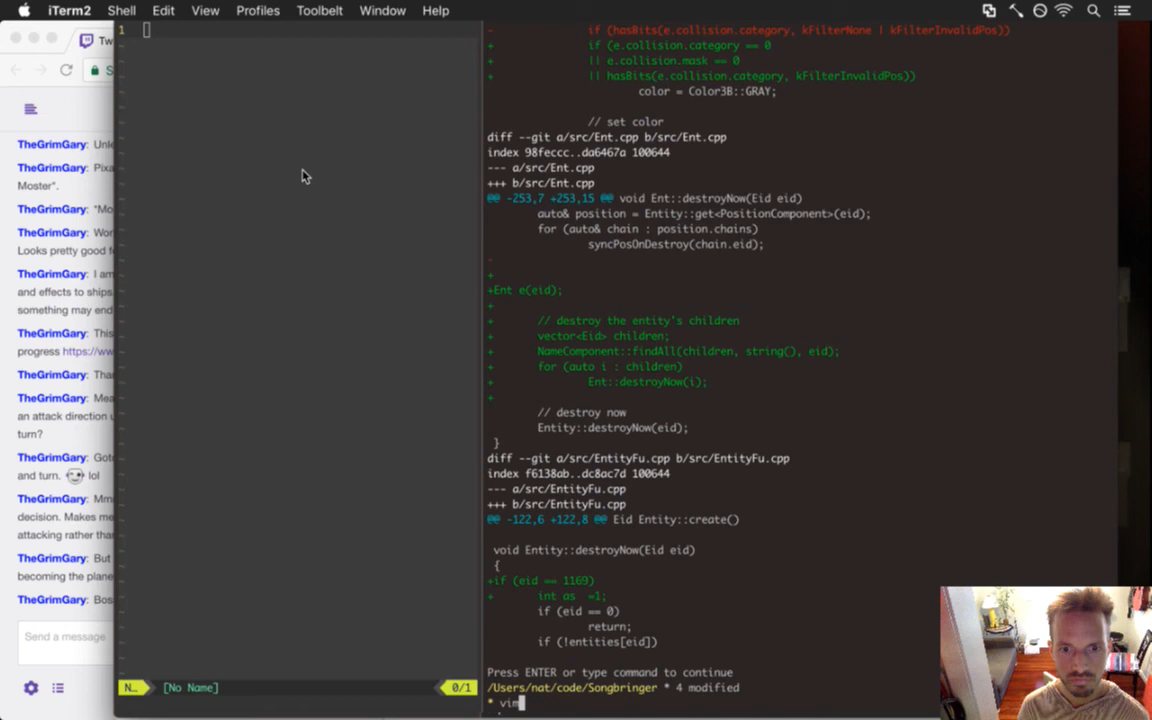 iTerm2 Shell Edit View Profiles Toolbelt Window Help
Tw
S
TheGrimGary: Unle
TheGrimGary: Pixa
Moster".
TheGrimGary: "Mo
TheGrimGary: Wor
Looks pretty good f
TheGrimGary: I am
and effects to ships
something may end
TheGrimGary: This
progress https://ww
TheGrimGary: Tha
TheGrimGary: Mea
an attack direction u
turn?
TheGrimGary: Goto
and turn. lol
TheGrimGary: Mm
decision. Makes me
attacking rather tha
TheGrimGary: But
becoming the plane
TheGrimGary: Bos
Send a message
1
N... [No Name] 0/1
- if (hasBits(e.collision.category, kFilterNone | kFilterInvalidPos))
+ if (e.collision.category == 0
+ || e.collision.mask == 0
+ || hasBits(e.collision.category, kFilterInvalidPos))
color = Color3B::GRAY;
// set color
diff --git a/src/Ent.cpp b/src/Ent.cpp
index 98feccc..da6467a 100644
--- a/src/Ent.cpp
+++ b/src/Ent.cpp
@@ -253,7 +253,15 @@ void Ent::destroyNow(Eid eid)
auto& position = Entity::get<PositionComponent>(eid);
for (auto& chain : position.chains)
syncPosOnDestroy(chain.eid);
-
+
+Ent e(eid);
+
+ // destroy the entity's children
+ vector<Eid> children;
+ NameComponent::findAll(children, string(), eid);
+ for (auto i : children)
+ Ent::destroyNow(i);
+
// destroy now
Entity::destroyNow(eid);
}
diff --git a/src/EntityFu.cpp b/src/EntityFu.cpp
index f6138ab..dc8ac7d 100644
--- a/src/EntityFu.cpp
+++ b/src/EntityFu.cpp
@@ -122,6 +122,8 @@ Eid Entity::create()
void Entity::destroyNow(Eid eid)
{
+if (eid == 1169)
+ int as =1;
if (eid == 0)
return;
if (!entities[eid])
Press ENTER or type command to continue
/Users/nat/code/Songbringer * 4 modified
* vim